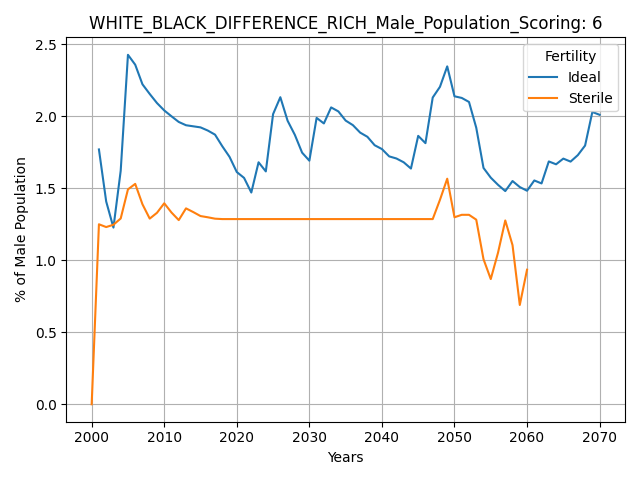 WHITE_BLACK_DIFFERENCE_RICH_Male_Population_Scoring: 6
Fertility
Ideal
Sterile
% of Male Population
2.5
2.0
1.5
1.0
0.5
0.0
2000 2010 2020 2030 2040 2050 2060 2070
Years